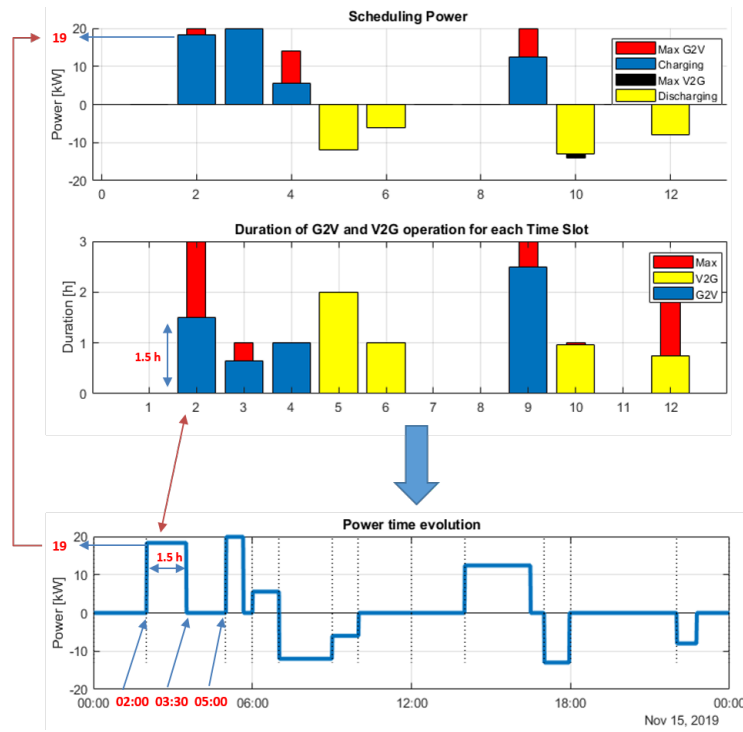 Scheduling Power
19
20
10
0
-10
-20
Power [kW]
Max G2V
Charging
Max V2G
Discharging
0 2 4 6 8 10 12
Duration of G2V and V2G operation for each Time Slot
3
2
1
0
Duration [h]
1.5 h
Max
V2G
G2V
1 2 3 4 5 6 7 8 9 10 11 12
Power time evolution
19
20
10
0
-10
-20
Power [kW]
1.5 h
02:00 03:30 05:00
00:00 06:00 12:00 18:00 00:00
Nov 15, 2019